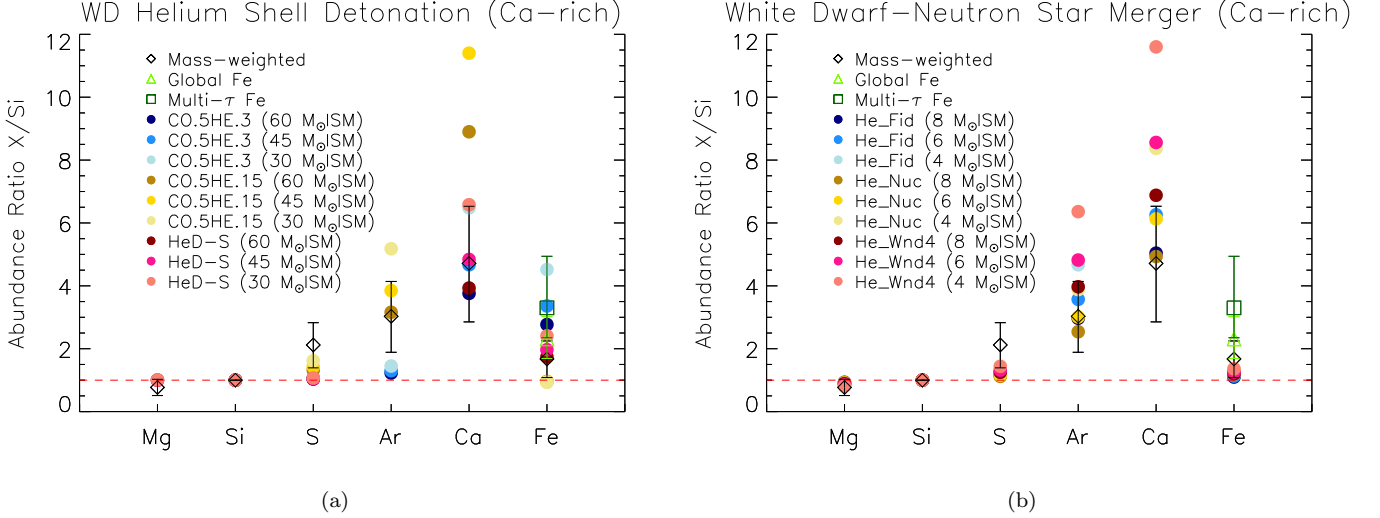 WD Helium Shell Detonation (Ca-rich)
Abundance Ratio X/Si
12
10
8
6
4
2
0
Mass-weighted
Global Fe
Multi-τ Fe
CO.5HE.3 (60 M⊙ISM)
CO.5HE.3 (45 M⊙ISM)
CO.5HE.3 (30 M⊙ISM)
CO.5HE.15 (60 M⊙ISM)
CO.5HE.15 (45 M⊙ISM)
CO.5HE.15 (30 M⊙ISM)
HeD-S (60 M⊙ISM)
HeD-S (45 M⊙ISM)
HeD-S (30 M⊙ISM)
Mg Si S Ar Ca Fe
(a)
White Dwarf-Neutron Star Merger (Ca-rich)
Abundance Ratio X/Si
12
10
8
6
4
2
0
Mass-weighted
Global Fe
Multi-τ Fe
He_Fid (8 M⊙ISM)
He_Fid (6 M⊙ISM)
He_Fid (4 M⊙ISM)
He_Nuc (8 M⊙ISM)
He_Nuc (6 M⊙ISM)
He_Nuc (4 M⊙ISM)
He_Wnd4 (8 M⊙ISM)
He_Wnd4 (6 M⊙ISM)
He_Wnd4 (4 M⊙ISM)
Mg Si S Ar Ca Fe
(b)